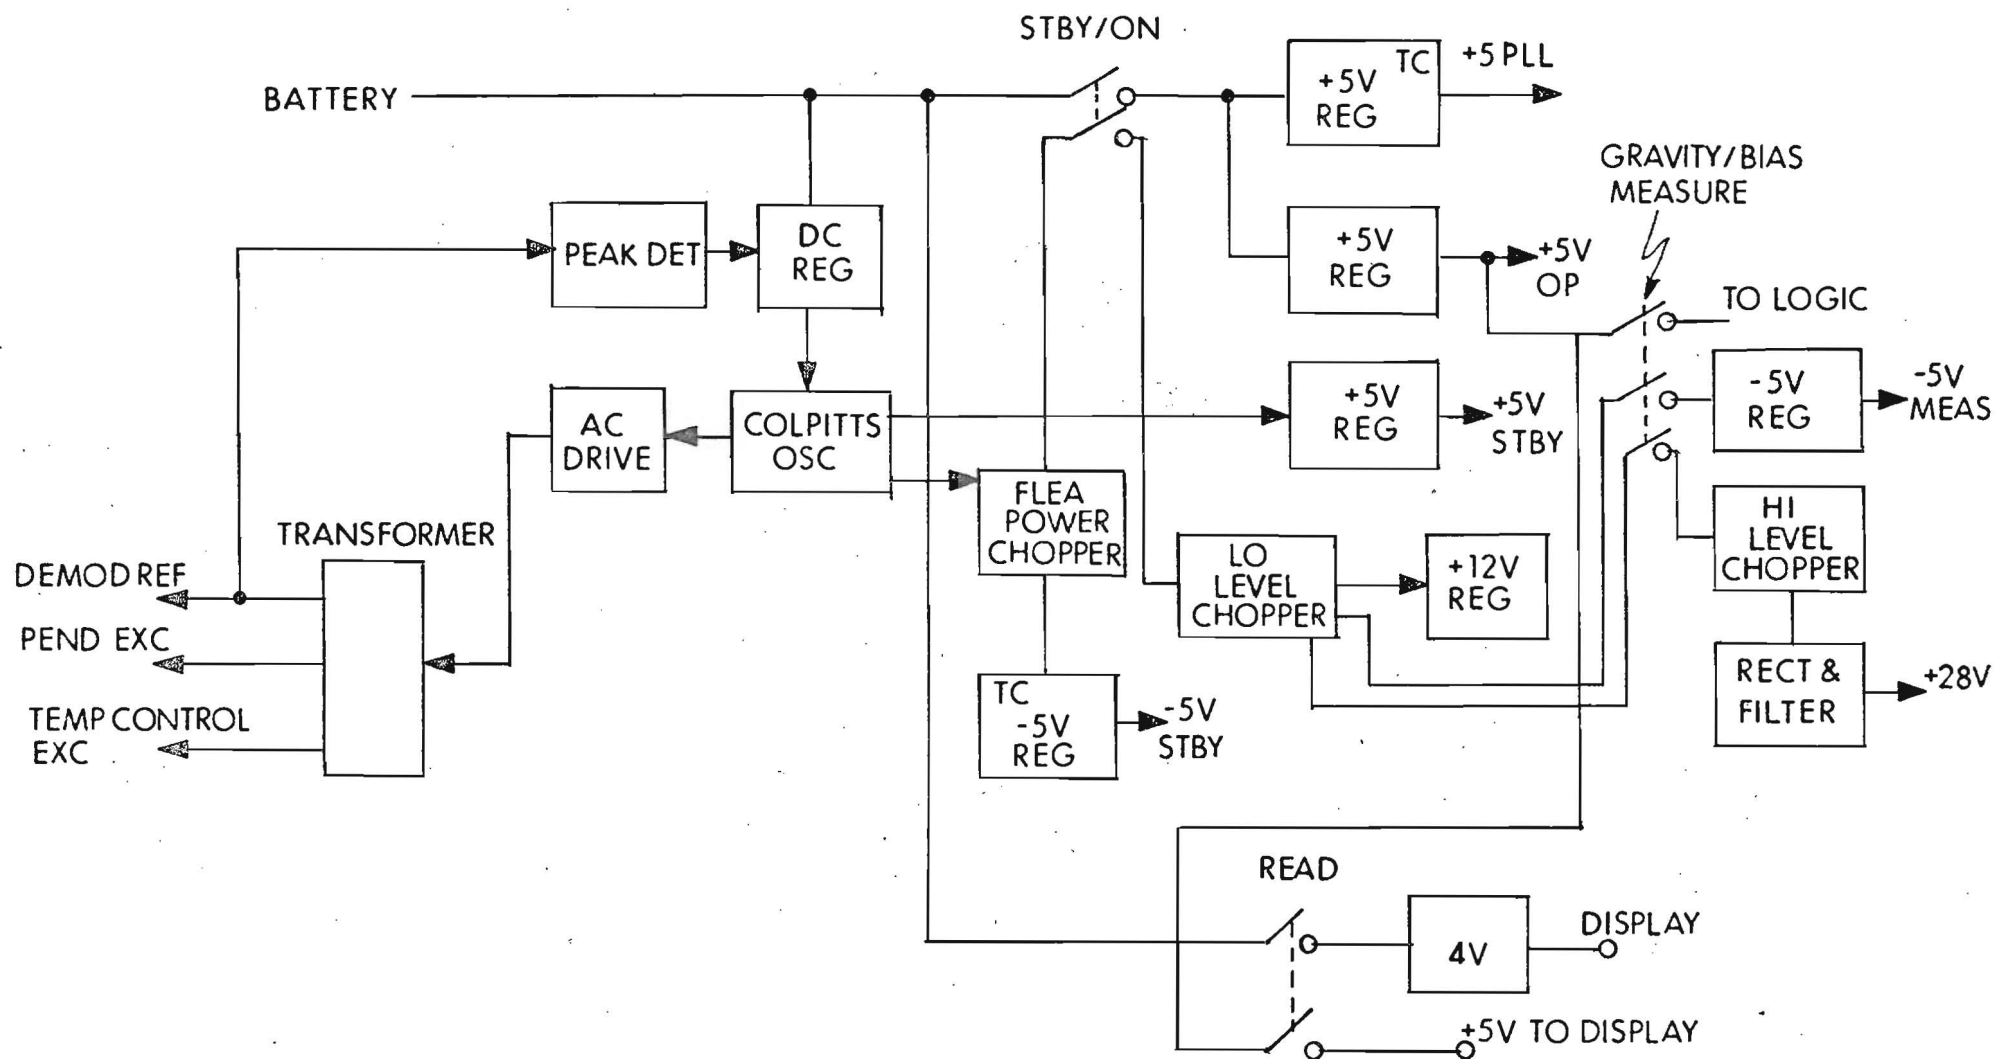 STBY/ON
BATTERY
TC
+5V
REG
+5 PLL
GRAVITY/BIAS
MEASURE
PEAK DET
DC
REG
+5V
REG
+5V
OP
TO LOGIC
AC
DRIVE
COLPITTS
OSC
+5V
REG
+5V
STBY
-5V
REG
-5V
MEAS
TRANSFORMER
FLEA
POWER
CHOPPER
LO
LEVEL
CHOPPER
+12V
REG
HI
LEVEL
CHOPPER
DEMOD REF
PEND EXC
TEMP CONTROL
EXC
TC
-5V
REG
-5V
STBY
RECT &
FILTER
+28V
READ
4V
DISPLAY
+5V TO DISPLAY